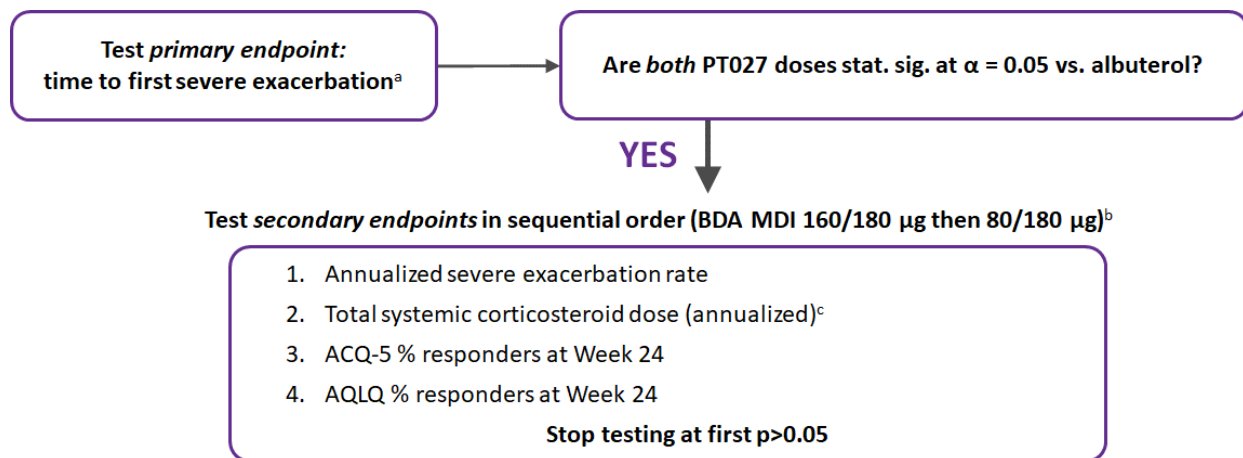 Test primary endpoint:
time to first severe exacerbationᵃ
Are both PT027 doses stat. sig. at α = 0.05 vs. albuterol?
YES
Test secondary endpoints in sequential order (BDA MDI 160/180 µg then 80/180 µg)ᵇ
1. Annualized severe exacerbation rate
2. Total systemic corticosteroid dose (annualized)ᶜ
3. ACQ-5 % responders at Week 24
4. AQLQ % responders at Week 24
Stop testing at first p>0.05